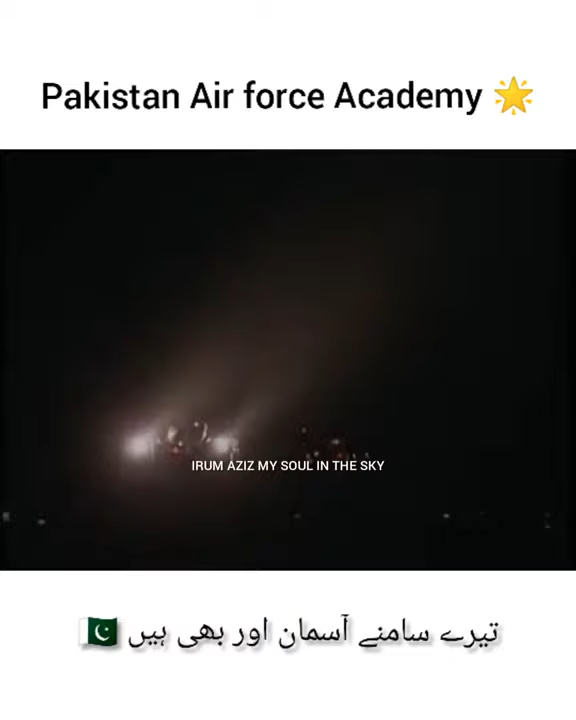 Pakistan Air force Academy 🌟
IRUM AZIZ MY SOUL IN THE SKY
تیرے سامنے آسمان اور بھی ہیں 🇵🇰